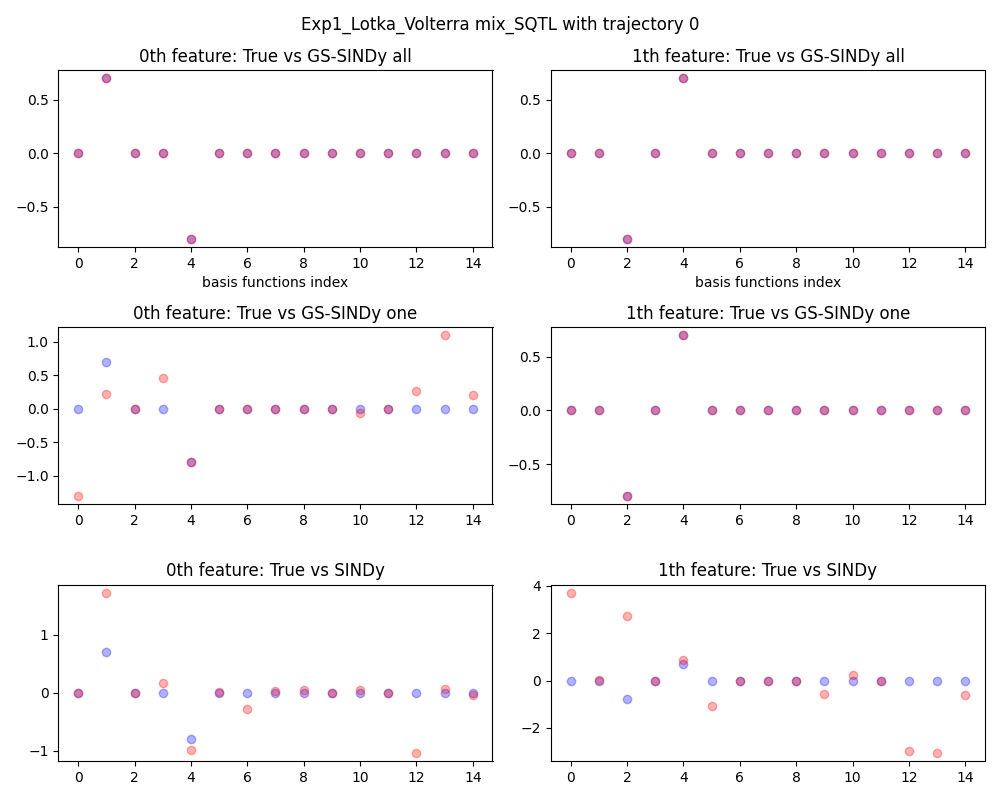 Exp1_Lotka_Volterra mix_SQTL with trajectory 0
0th feature: True vs GS-SINDy all
0.5
0.0
−0.5
0 2 4 6 8 10 12 14
basis functions index
1th feature: True vs GS-SINDy all
0.5
0.0
−0.5
0 2 4 6 8 10 12 14
basis functions index
0th feature: True vs GS-SINDy one
1.0
0.5
0.0
−0.5
−1.0
0 2 4 6 8 10 12 14
1th feature: True vs GS-SINDy one
0.5
0.0
−0.5
0 2 4 6 8 10 12 14
0th feature: True vs SINDy
1
0
−1
0 2 4 6 8 10 12 14
1th feature: True vs SINDy
4
2
0
−2
0 2 4 6 8 10 12 14